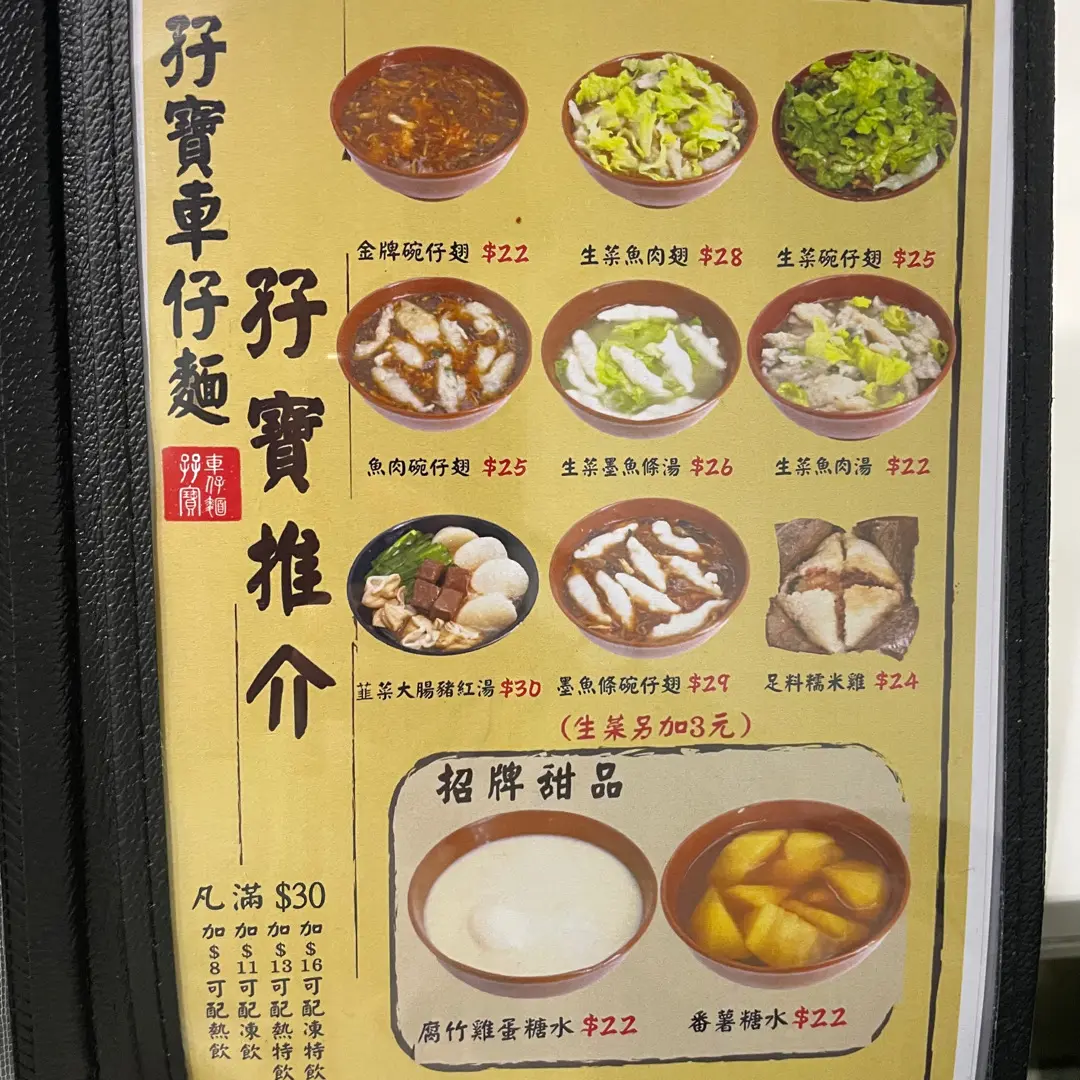 孖寶車仔麵
孖寶
車仔麵
孖寶推介
金牌碗仔翅 $22
生菜魚肉翅 $28
生菜碗仔翅 $25
魚肉碗仔翅 $25
生菜墨魚條湯 $26
生菜魚肉湯 $22
韮菜大腸豬紅湯 $30
墨魚條碗仔翅 $29
足料糯米雞 $24
(生菜另加3元)
招牌甜品
腐竹雞蛋糖水 $22
番薯糖水 $22
凡滿 $30
加$16可配凍特飲
加$13可配熱特飲
加$11可配凍飲
加$8可配熱飲